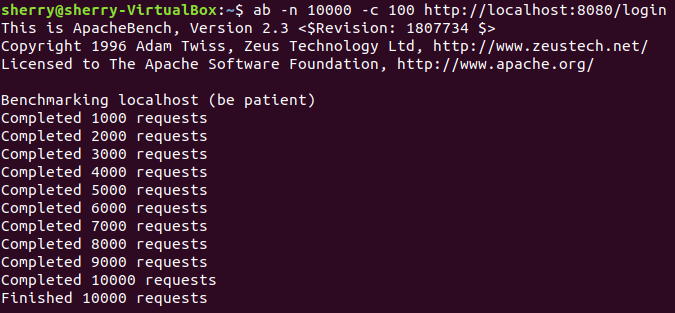 sherry@sherry-VirtualBox:~$ ab -n 10000 -c 100 http://localhost:8080/login
This is ApacheBench, Version 2.3 <$Revision: 1807734 $>
Copyright 1996 Adam Twiss, Zeus Technology Ltd, http://www.zeustech.net/
Licensed to The Apache Software Foundation, http://www.apache.org/

Benchmarking localhost (be patient)
Completed 1000 requests
Completed 2000 requests
Completed 3000 requests
Completed 4000 requests
Completed 5000 requests
Completed 6000 requests
Completed 7000 requests
Completed 8000 requests
Completed 9000 requests
Completed 10000 requests
Finished 10000 requests